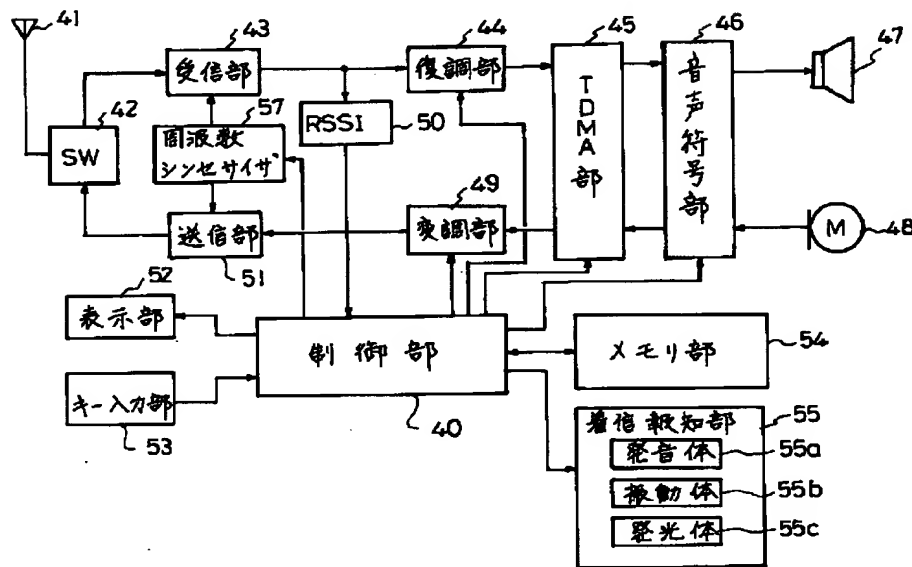 41
43
44
45
46
47
受信部
復調部
TDMA部
音声符号部
57
42
周波数
シンセサイザ
RSSI
50
SW
49
送信部
変調部
M
48
51
52
表示部
制御部
メモリ部
54
キー入力部
53
40
着信報知部
55
発音体
55a
振動体
55b
発光体
55c